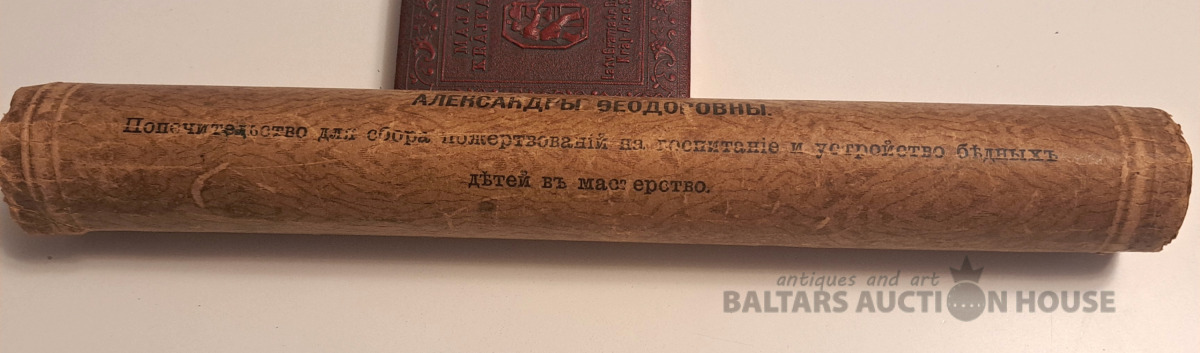 АЛЕКСАНДРЫ ѲЕОДОРОВНЫ.
Попечительство для сбора пожертвованій на воспитаніе и устройство бѣдныхъ
дѣтей въ мастерство.
antiques and art
BALTARS AUCTION HOUSE